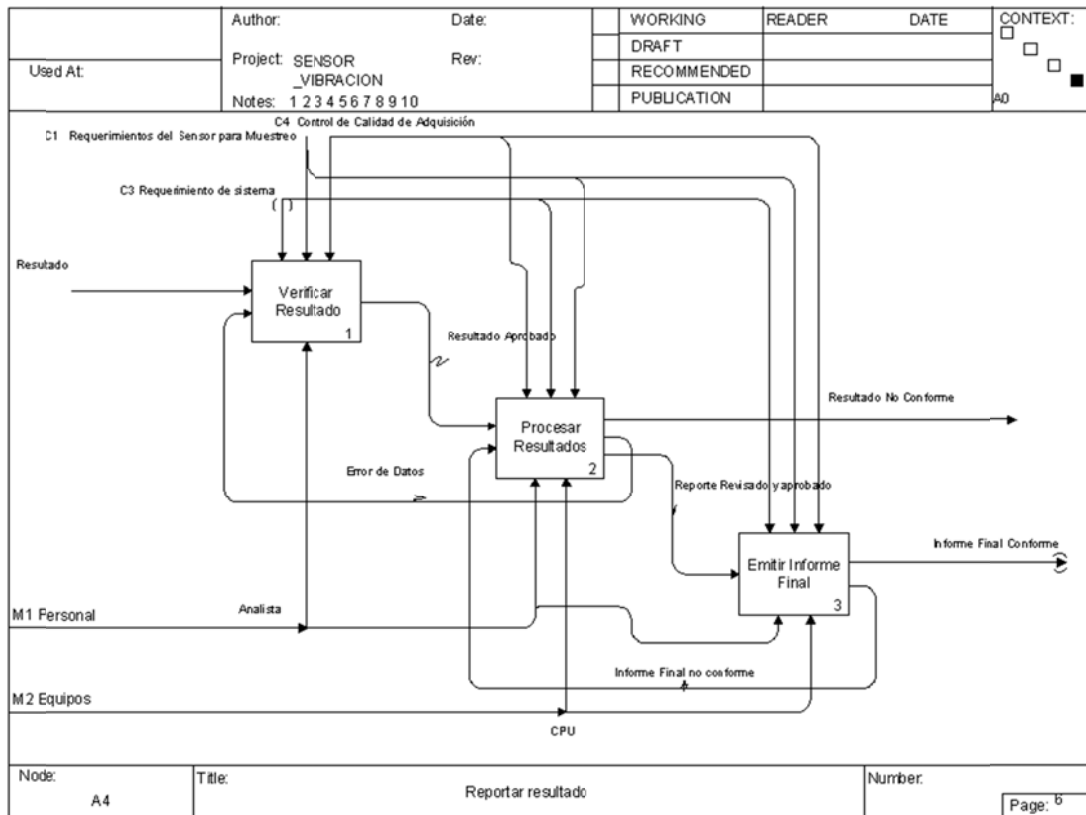 Used At:
Author:
Date:
Project: SENSOR
_VIBRACION
Rev:
Notes: 1 2 3 4 5 6 7 8 9 10
WORKING
DRAFT
RECOMMENDED
PUBLICATION
READER
DATE
CONTEXT:
A0
C4 Control de Calidad de Adquisición
C1 Requerimientos del Sensor para Muestreo
C3 Requerimiento de sistema
( )
Resultado
Verificar
Resultado
1
Resultado Aprobado
Resultado No Conforme
Procesar
Resultados
2
Error de Datos
Reporte Revisado y aprobado
Informe Final Conforme
Emitir Informe
Final
3
M1 Personal
Analista
Informe Final no conforme
M2 Equipos
CPU
Node:
A4
Title:
Reportar resultado
Number:
Page: 6